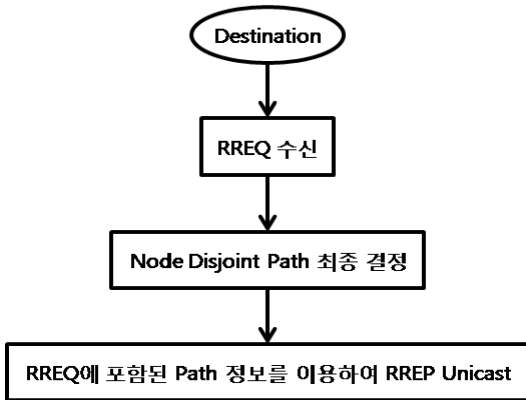 Destination
RREQ 수신
Node Disjoint Path 최종 결정
RREQ에 포함된 Path 정보를 이용하여 RREP Unicast